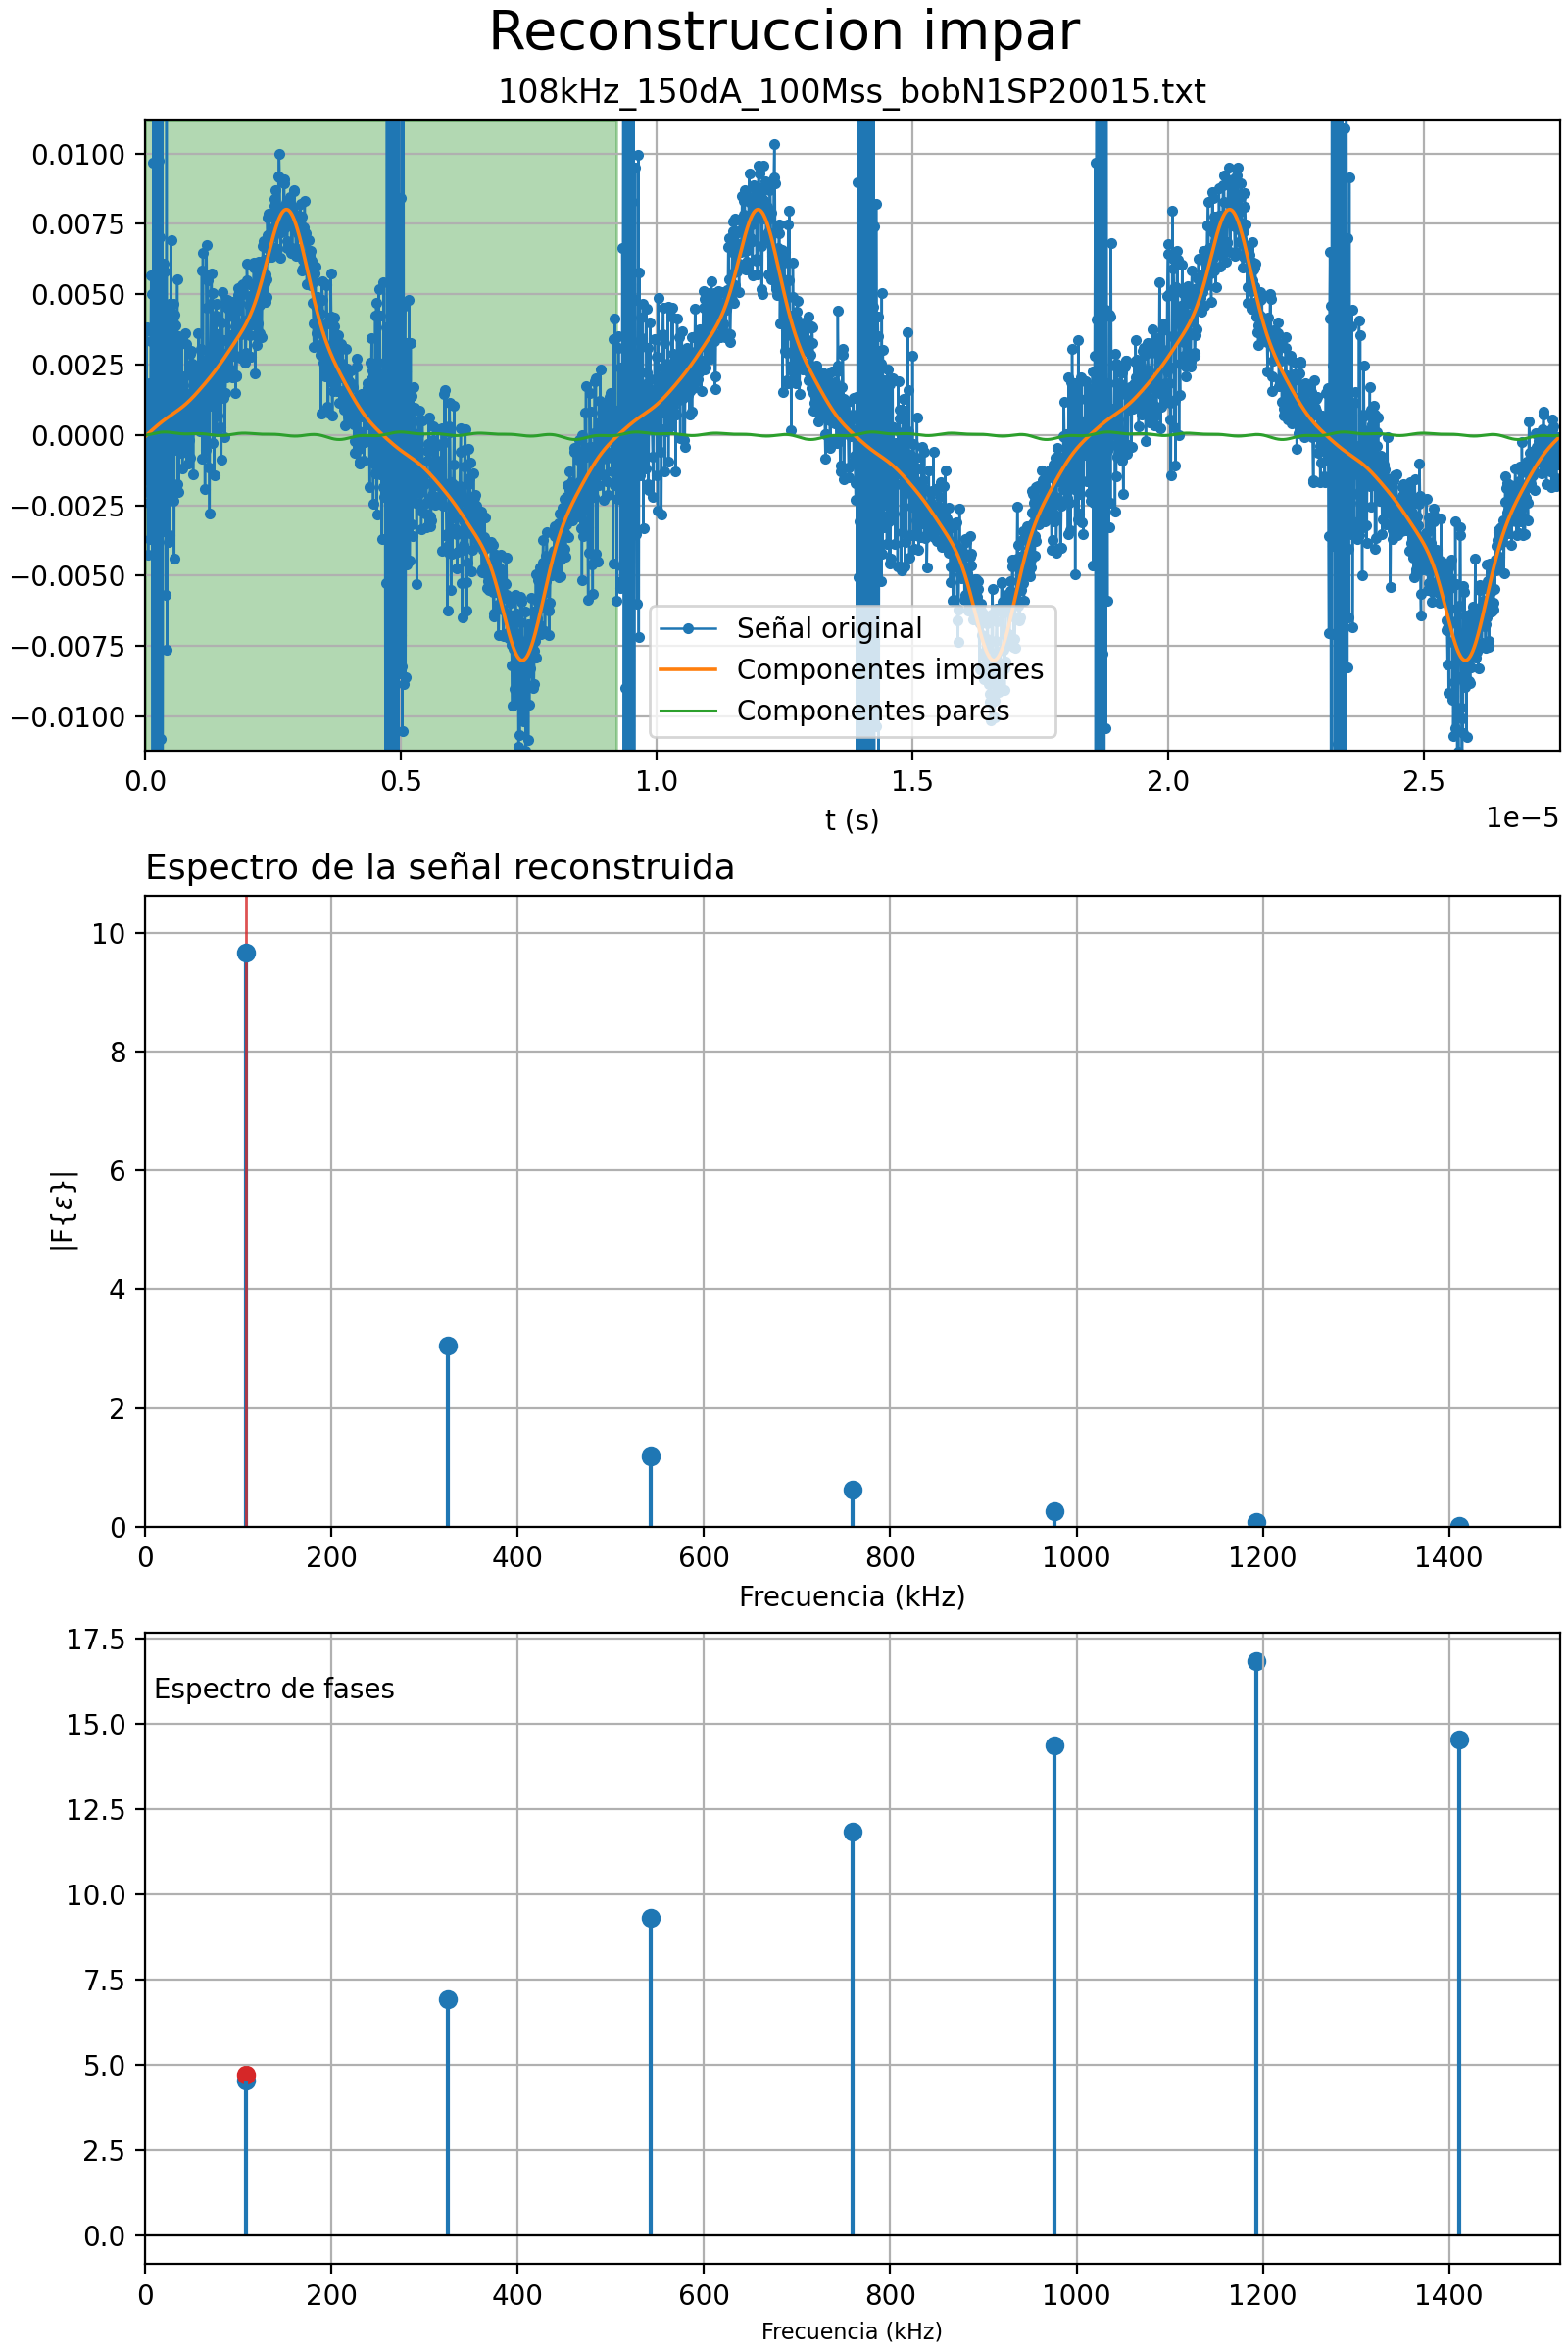 Reconstruccion impar
108kHz_150dA_100Mss_bobN1SP20015.txt
0.0100
0.0075
0.0050
0.0025
0.0000
−0.0025
−0.0050
−0.0075
−0.0100
Señal original
Componentes impares
Componentes pares
0.0 0.5 1.0 1.5 2.0 2.5
t (s)
1e−5
Espectro de la señal reconstruida
10
8
6
4
2
0
|F{ε}|
0 200 400 600 800 1000 1200 1400
Frecuencia (kHz)
17.5
15.0
12.5
10.0
7.5
5.0
2.5
0.0
Espectro de fases
0 200 400 600 800 1000 1200 1400
Frecuencia (kHz)